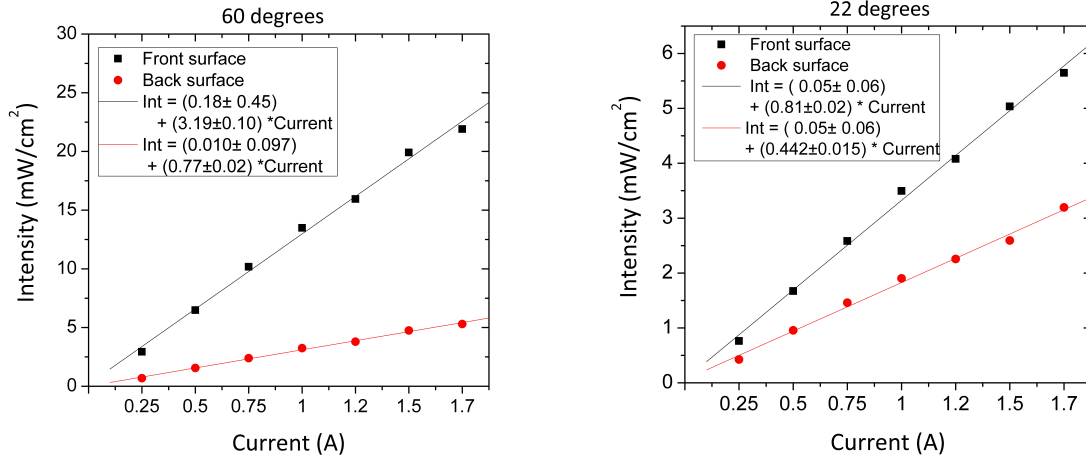 60 degrees
30
25
20
15
10
5
0
Intensity (mW/cm²)
Front surface
Back surface
Int = (0.18± 0.45)
+ (3.19±0.10) *Current
Int = (0.010± 0.097)
+ (0.77±0.02) *Current
0.25 0.5 0.75 1 1.2 1.5 1.7
Current (A)
22 degrees
6
5
4
3
2
1
0
Intensity (mW/cm²)
Front surface
Back surface
Int = ( 0.05± 0.06)
+ (0.81±0.02) * Current
Int = ( 0.05± 0.06)
+ (0.442±0.015) * Current
0.25 0.5 0.75 1 1.2 1.5 1.7
Current (A)